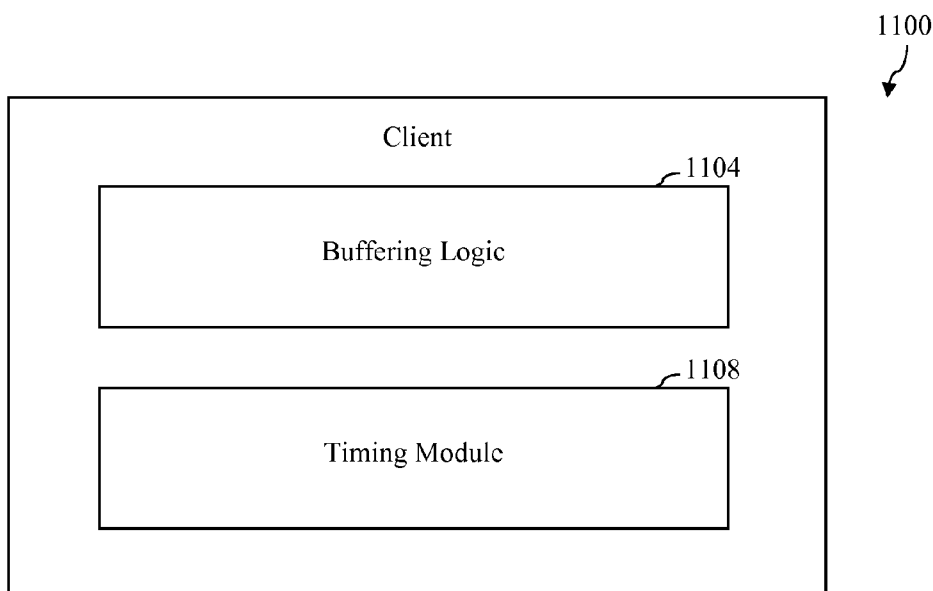 1100
Client
1104
Buffering Logic
1108
Timing Module